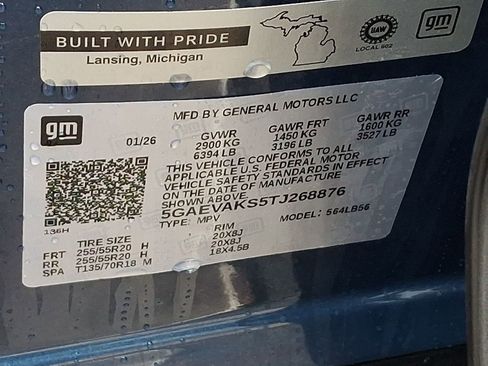 BUILT WITH PRIDE
Lansing, Michigan
UAW
LOCAL 602
gm
gm
MFD BY GENERAL MOTORS LLC
01/26 GVWR GAWR FRT GAWR RR
2900 KG 1450 KG 1600 KG
6394 LB 3196 LB 3527 LB
THIS VEHICLE CONFORMS TO ALL
APPLICABLE U.S. FEDERAL MOTOR
VEHICLE SAFETY STANDARDS IN EFFECT
ON THE DATE OF MANUFACTURE
5GAEVAKS5TJ268876
136H TYPE: MPV MODEL: 564LB56
TIRE SIZE RIM
FRT 255/55R20 H 20X8J
RR 255/55R20 H 20X8J
SPA T135/70R18 M 18X4.5B